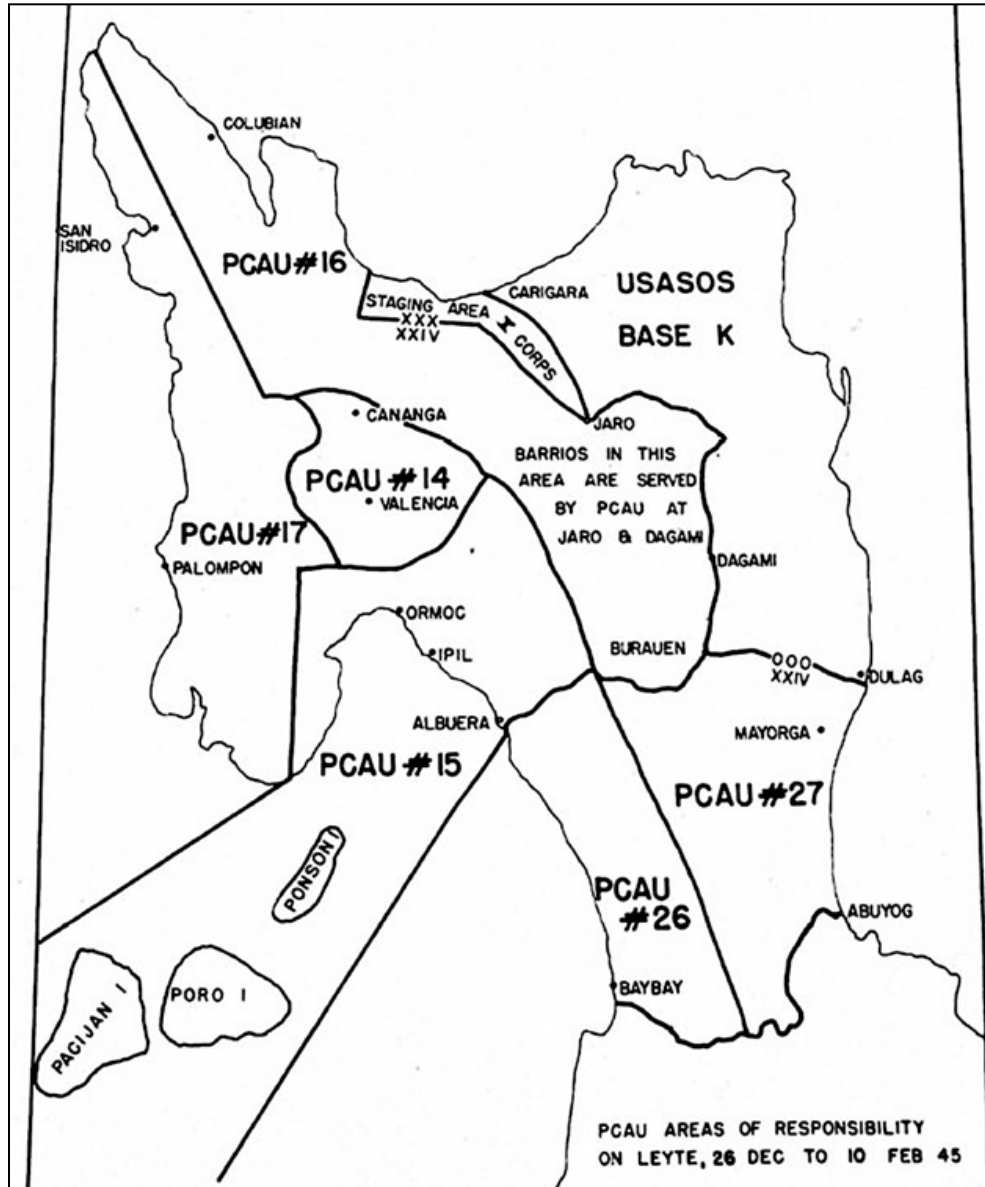 COLUBIAN
SAN
ISIDRO
PCAU#16
STAGING AREA
XXX
XXIV
CARIGARA
X CORPS
USASOS
BASE K
CANANGA
JARO
BARRIOS IN THIS
AREA ARE SERVED
BY PCAU AT
JARO & DAGAMI
PCAU #14
VALENCIA
PCAU#17
PALOMPON
DAGAMI
ORMOC
IPIL
BURAUEN
OOO
XXIV
DULAG
ALBUERA
MAYORGA
PCAU #15
PCAU #27
PONSON I
PCAU
#26
ABUYOG
BAYBAY
PORO I
PACIJAN I
PCAU AREAS OF RESPONSIBILITY
ON LEYTE, 26 DEC TO 10 FEB 45